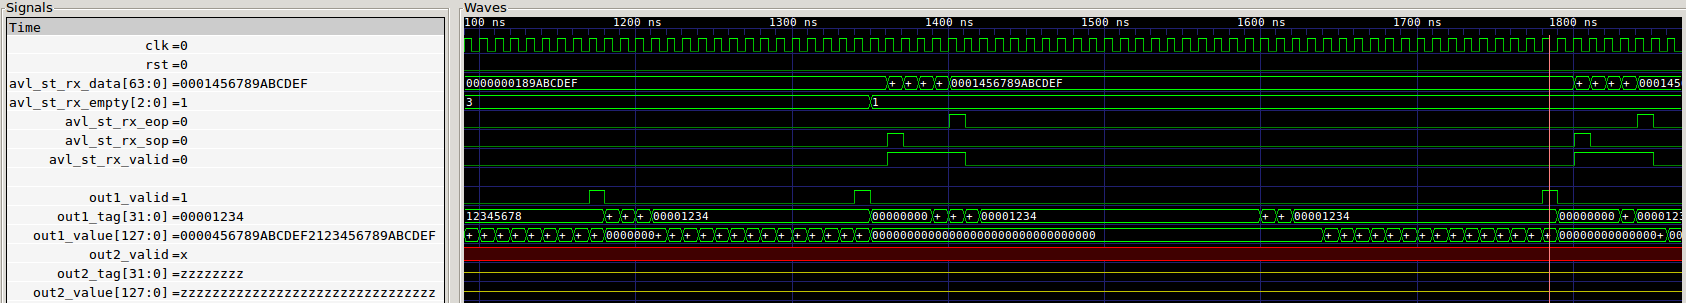 Signals
Waves
Time
100 ns 1200 ns 1300 ns 1400 ns 1500 ns 1600 ns 1700 ns 1800 ns
clk=0
rst=0
avl_st_rx_data[63:0]=0001456789ABCDEF 0000000189ABCDEF + + + + 0001456789ABCDEF + + + + 000145
avl_st_rx_empty[2:0]=1 3 1
avl_st_rx_eop=0
avl_st_rx_sop=0
avl_st_rx_valid=0
out1_valid=1
out1_tag[31:0]=00001234 12345678 + + + 00001234 00000000 + + + 00001234 + + 00001234 00000000 + 0000123
out1_value[127:0]=0000456789ABCDEF2123456789ABCDEF + + + + + + + + + 0000000+ + + + + + + + + + + + + + 00000000000000000000000000000000 + + + + + + + + + + + + + + + 00000000000000+ 00
out2_valid=x
out2_tag[31:0]=zzzzzzzz
out2_value[127:0]=zzzzzzzzzzzzzzzzzzzzzzzzzzzzzzzz